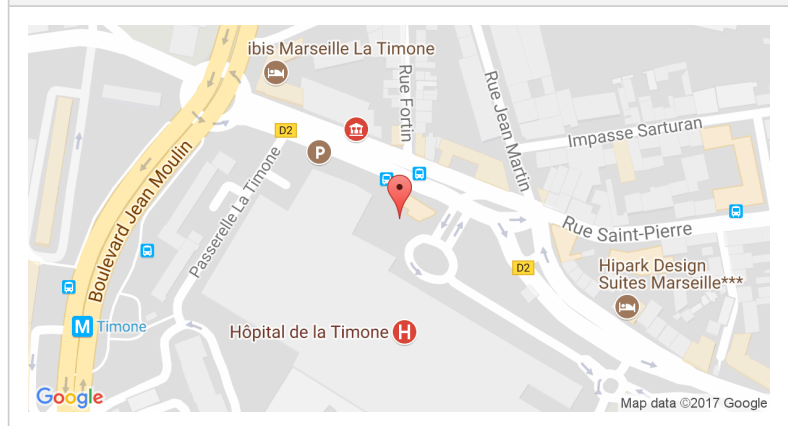 ibis Marseille La Timone
Rue Fortin
Rue Jean Martin
Impasse Sarturan
D2
P
Boulevard Jean Moulin
Passerelle La Timone
Rue Saint-Pierre
D2
Hipark Design
Suites Marseille***
M Timone
Hôpital de la Timone H
Google
Map data ©2017 Google